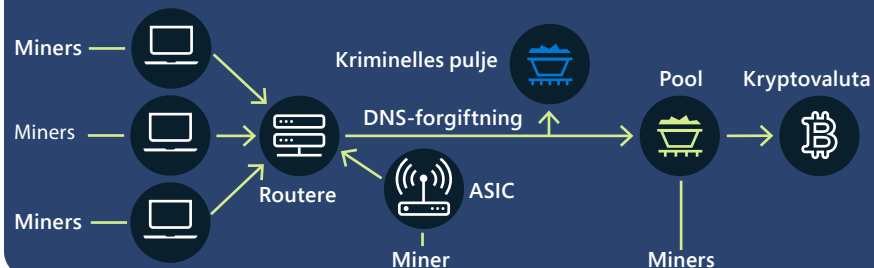 Miners
Kriminelles pulje
Pool
Kryptovaluta
Miners
DNS-forgiftning
Routere
ASIC
Miners
Miner
Miners